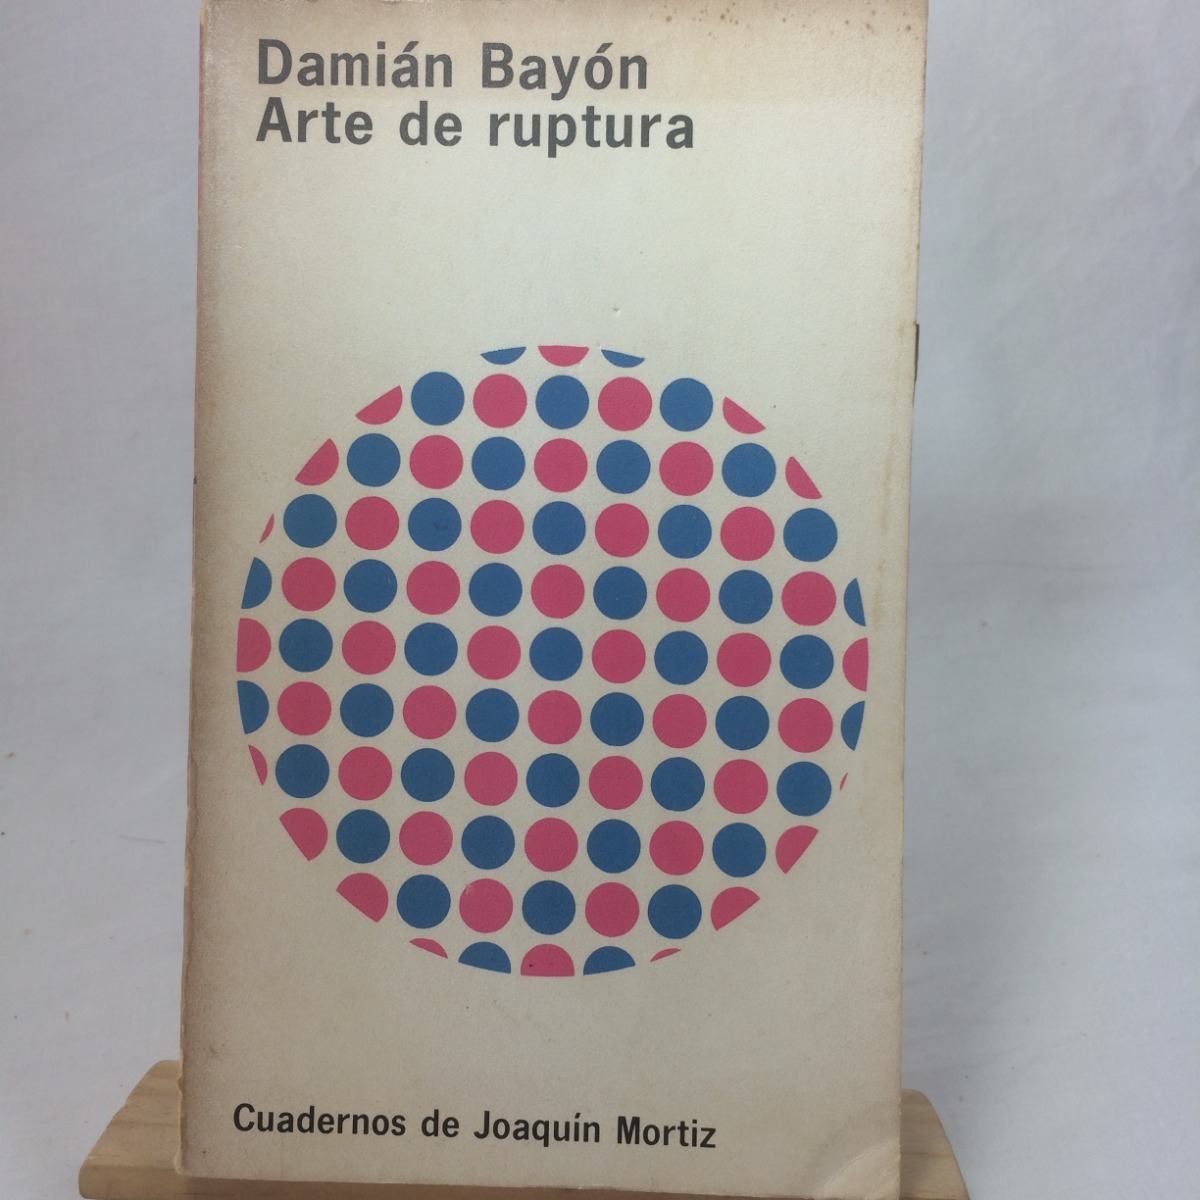 Damián Bayón
Arte de ruptura
Cuadernos de Joaquín Mortiz